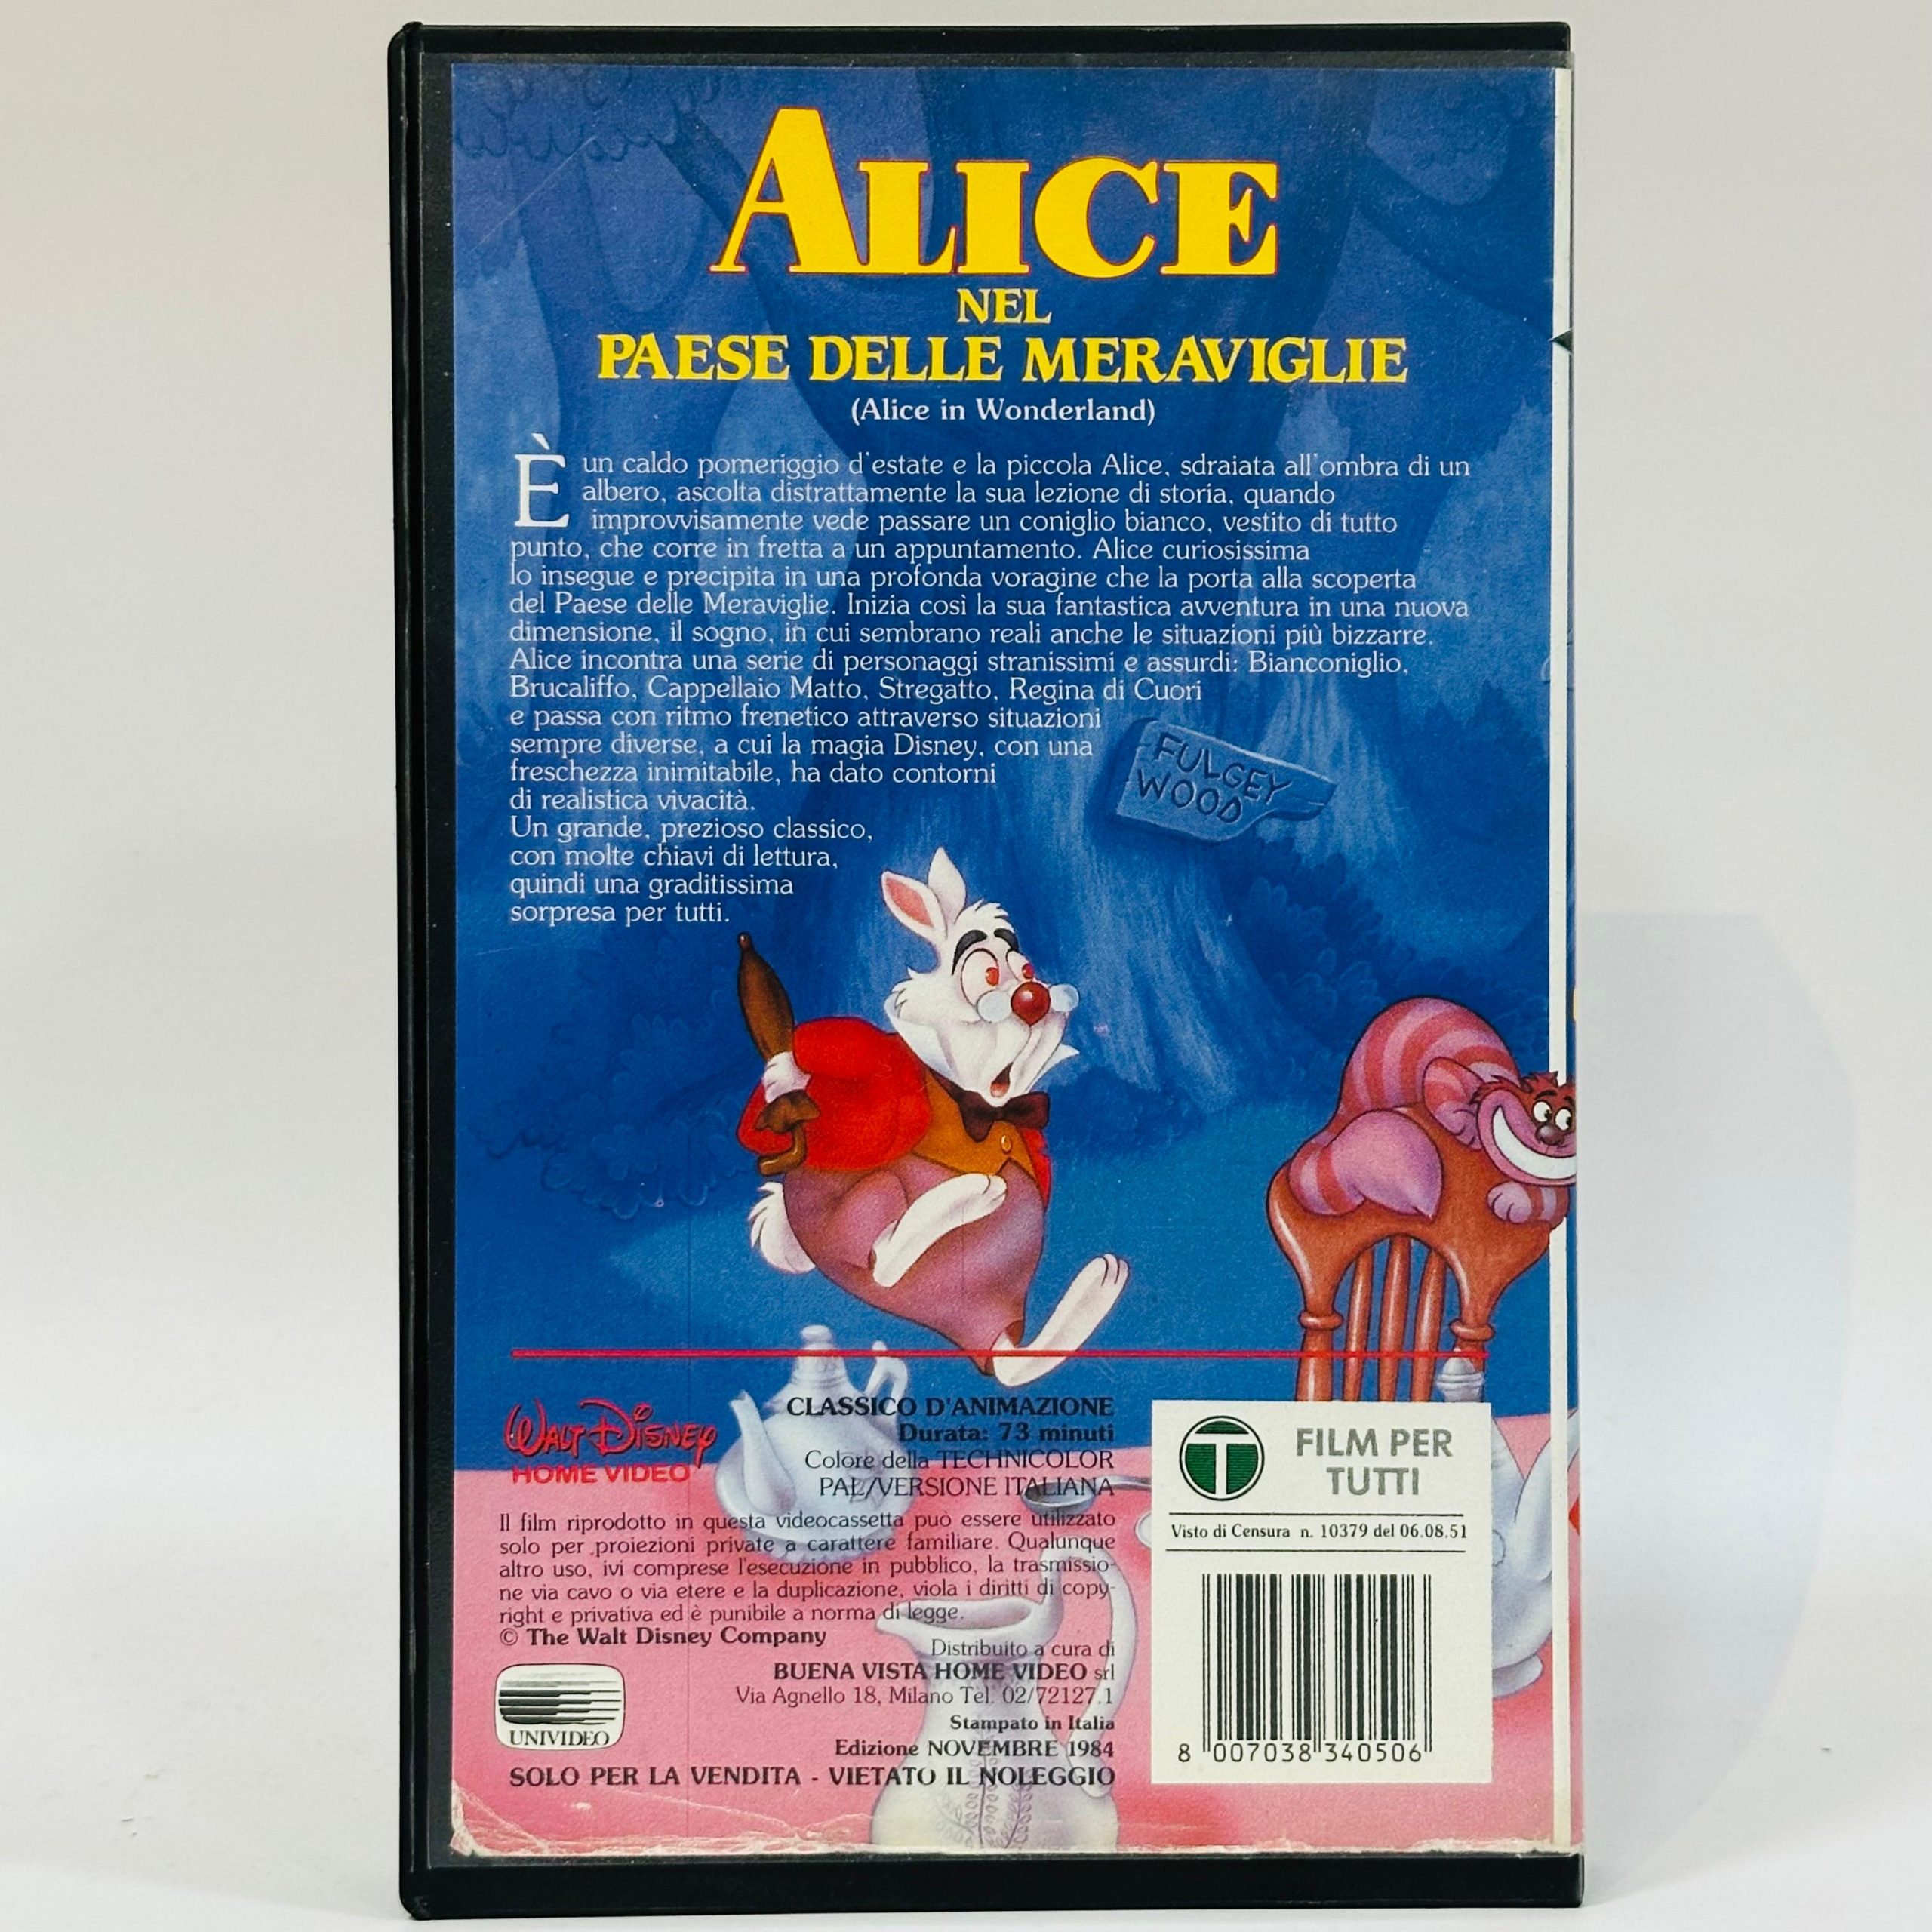 ALICE
NEL
PAESE DELLE MERAVIGLIE
(Alice in Wonderland)
È un caldo pomeriggio d'estate e la piccola Alice, sdraiata all'ombra di un
albero, ascolta distrattamente la sua lezione di storia, quando
improvvisamente vede passare un coniglio bianco, vestito di tutto
punto, che corre in fretta a un appuntamento. Alice curiosissima
lo insegue e precipita in una profonda voragine che la porta alla scoperta
del Paese delle Meraviglie. Inizia così la sua fantastica avventura in una nuova
dimensione, il sogno, in cui sembrano reali anche le situazioni più bizzarre.
Alice incontra una serie di personaggi stranissimi e assurdi: Bianconiglio,
Brucaliffo, Cappellaio Matto, Stregatto, Regina di Cuori
e passa con ritmo frenetico attraverso situazioni
sempre diverse, a cui la magia Disney, con una
freschezza inimitabile, ha dato contorni
di realistica vivacità.
Un grande, prezioso classico,
con molte chiavi di lettura,
quindi una graditissima
sorpresa per tutti.
FULGEY
WOOD
WALT DISNEY
HOME VIDEO
CLASSICO D'ANIMAZIONE
Durata: 73 minuti
Colore della TECHNICOLOR
PAL/VERSIONE ITALIANA
Il film riprodotto in questa videocassetta può essere utilizzato
solo per proiezioni private a carattere familiare. Qualunque
altro uso, ivi comprese l'esecuzione in pubblico, la trasmissio-
ne via cavo o via etere e la duplicazione, viola i diritti di copy-
right e privativa ed è punibile a norma di legge.
© The Walt Disney Company
Distribuito a cura di
BUENA VISTA HOME VIDEO srl
Via Agnello 18, Milano Tel. 02/72127.1
Stampato in Italia
Edizione NOVEMBRE 1984
UNIVIDEO
SOLO PER LA VENDITA - VIETATO IL NOLEGGIO
T
FILM PER
TUTTI
Visto di Censura n. 10379 del 06.08.51
8 007038 340506